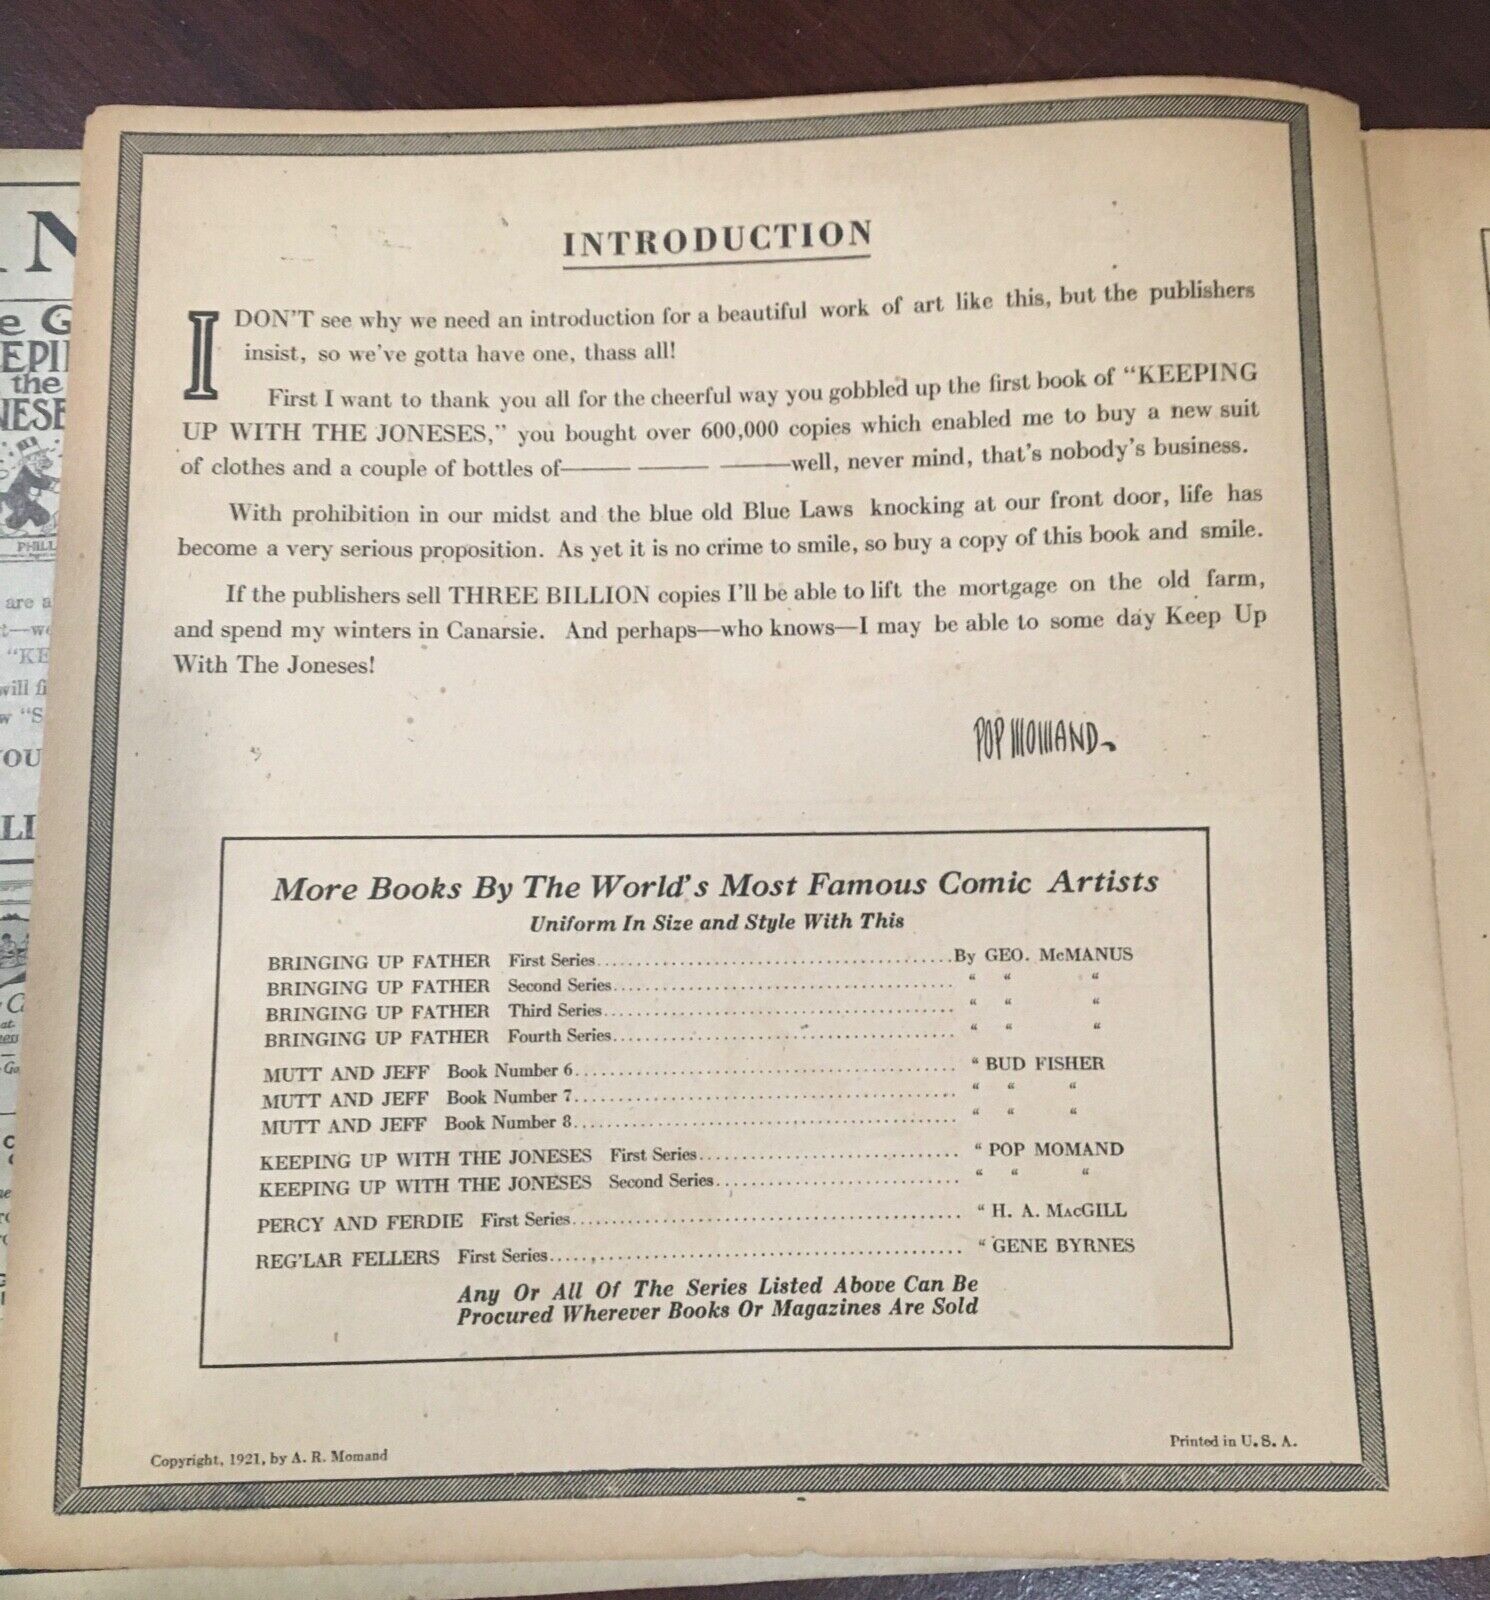 INTRODUCTION
I DON'T see why we need an introduction for a beautiful work of art like this, but the publishers
insist, so we've gotta have one, thass all!
First I want to thank you all for the cheerful way you gobbled up the first book of "KEEPING
UP WITH THE JONESES," you bought over 600,000 copies which enabled me to buy a new suit
of clothes and a couple of bottles of—— —— ——well, never mind, that's nobody's business.
With prohibition in our midst and the blue old Blue Laws knocking at our front door, life has
become a very serious proposition. As yet it is no crime to smile, so buy a copy of this book and smile.
If the publishers sell THREE BILLION copies I'll be able to lift the mortgage on the old farm,
and spend my winters in Canarsie. And perhaps—who knows—I may be able to some day Keep Up
With The Joneses!
POP MOMAND-
More Books By The World's Most Famous Comic Artists
Uniform In Size and Style With This
BRINGING UP FATHER First Series........................................By GEO. McMANUS
BRINGING UP FATHER Second Series...................................... " " "
BRINGING UP FATHER Third Series....................................... " " "
BRINGING UP FATHER Fourth Series...................................... " " "
MUTT AND JEFF Book Number 6........................................... " BUD FISHER
MUTT AND JEFF Book Number 7........................................... " " "
MUTT AND JEFF Book Number 8........................................... " " "
KEEPING UP WITH THE JONESES First Series.............................. " POP MOMAND
KEEPING UP WITH THE JONESES Second Series............................. " " "
PERCY AND FERDIE First Series......................................... " H. A. MacGILL
REG'LAR FELLERS First Series.....,.................................... " GENE BYRNES
Any Or All Of The Series Listed Above Can Be
Procured Wherever Books Or Magazines Are Sold
Copyright, 1921, by A. R. Momand
Printed in U. S. A.